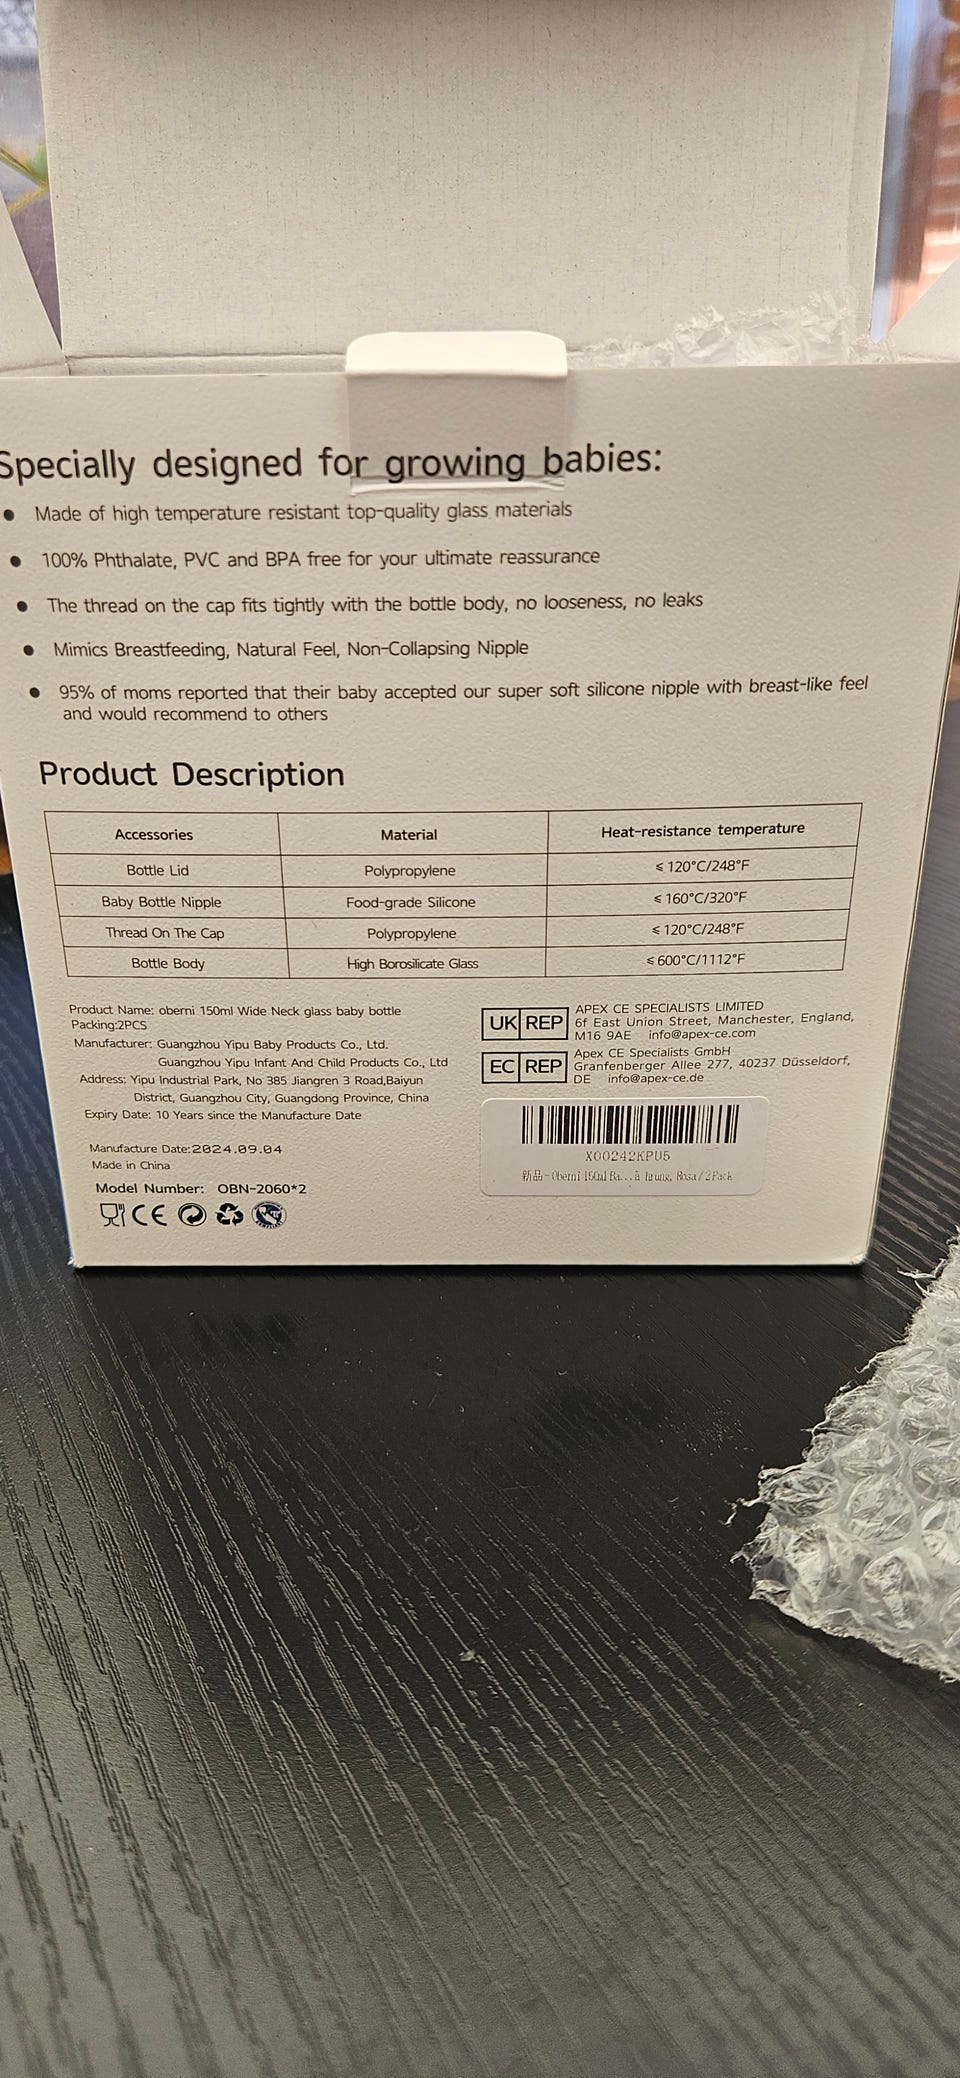 Specially designed for growing babies:
● Made of high temperature resistant top-quality glass materials
● 100% Phthalate, PVC and BPA free for your ultimate reassurance
● The thread on the cap fits tightly with the bottle body, no looseness, no leaks
● Mimics Breastfeeding, Natural Feel, Non-Collapsing Nipple
● 95% of moms reported that their baby accepted our super soft silicone nipple with breast-like feel
and would recommend to others
Product Description
Accessories Material Heat-resistance temperature
Bottle Lid Polypropylene ≤ 120°C/248°F
Baby Bottle Nipple Food-grade Silicone ≤ 160°C/320°F
Thread On The Cap Polypropylene ≤ 120°C/248°F
Bottle Body High Borosilicate Glass ≤ 600°C/1112°F
Product Name: oberni 150ml Wide Neck glass baby bottle
Packing:2PCS
Manufacturer: Guangzhou Yipu Baby Products Co., Ltd.
Guangzhou Yipu Infant And Child Products Co., Ltd
Address: Yipu Industrial Park, No 385 Jiangren 3 Road,Baiyun
District, Guangzhou City, Guangdong Province, China
Expiry Date: 10 Years since the Manufacture Date
Manufacture Date:2024.09.04
Made in China
Model Number: OBN-2060*2
CE
UK REP
APEX CE SPECIALISTS LIMITED
6f East Union Street, Manchester, England,
M16 9AE info@apex-ce.com
EC REP
Apex CE Specialists GmbH
Granfenberger Allee 277, 40237 Düsseldorf,
DE info@apex-ce.de
X00242KPU5
新品 - Oberni 150ml Ba... Rosa / 2 Pack